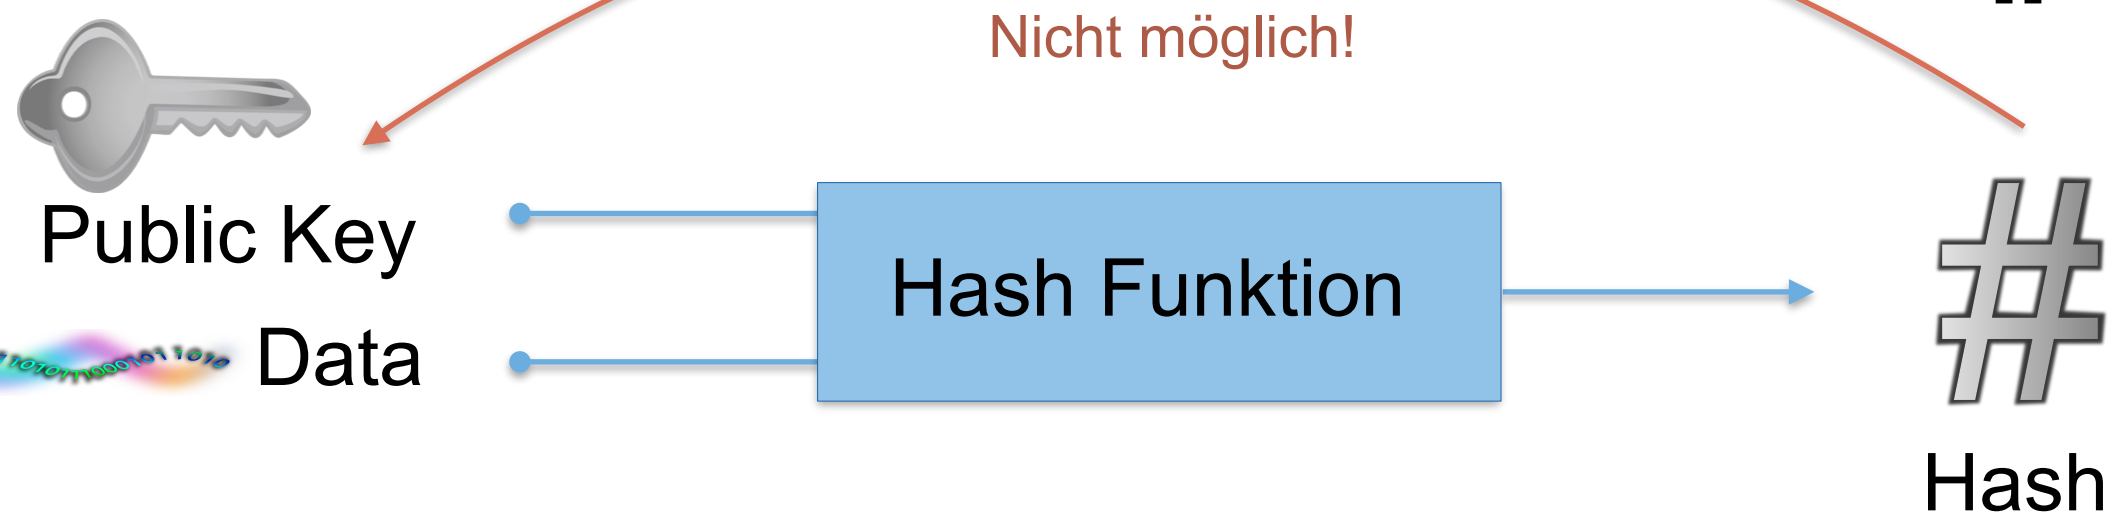 Nicht möglich!
Public Key
Hash Funktion
Data
#
Hash